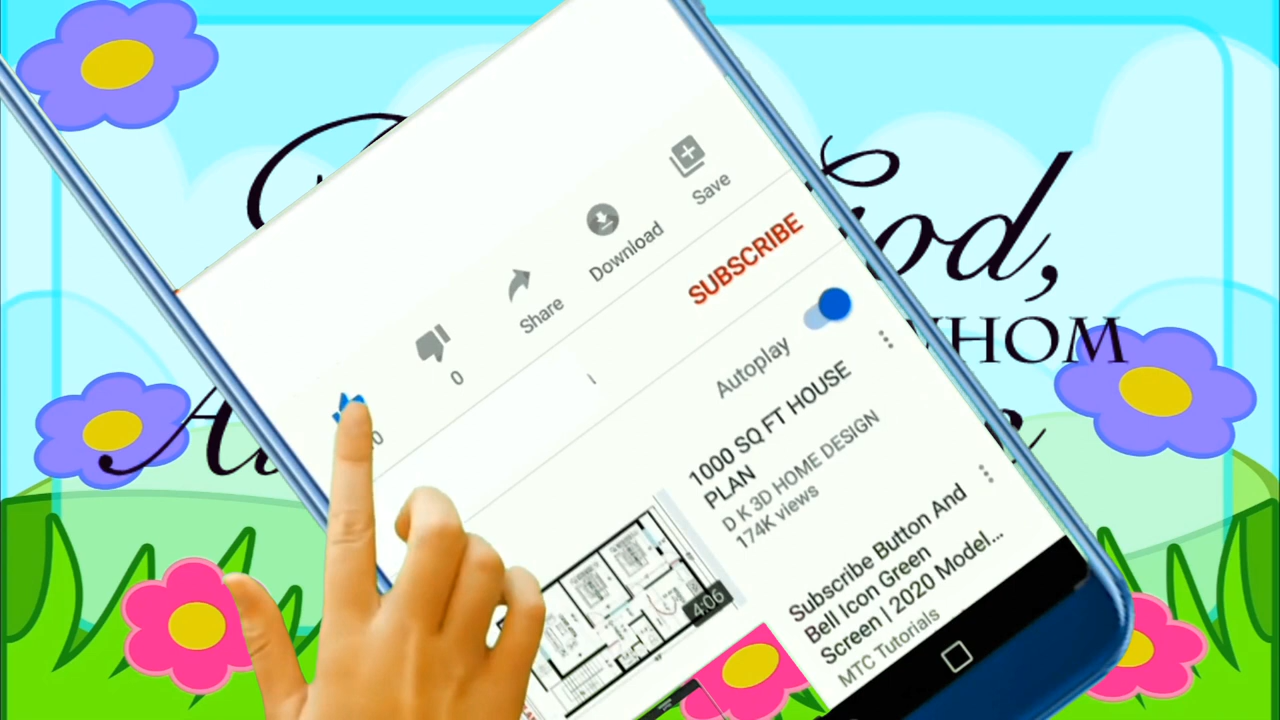 God,
WHOM
Save
Download
Share
0
SUBSCRIBE
Autoplay
1000 SQ FT HOUSE
PLAN
D K 3D HOME DESIGN
174K views
4:06
Subscribe Button And
Bell Icon Green
Screen | 2020 Model...
MTC Tutorials